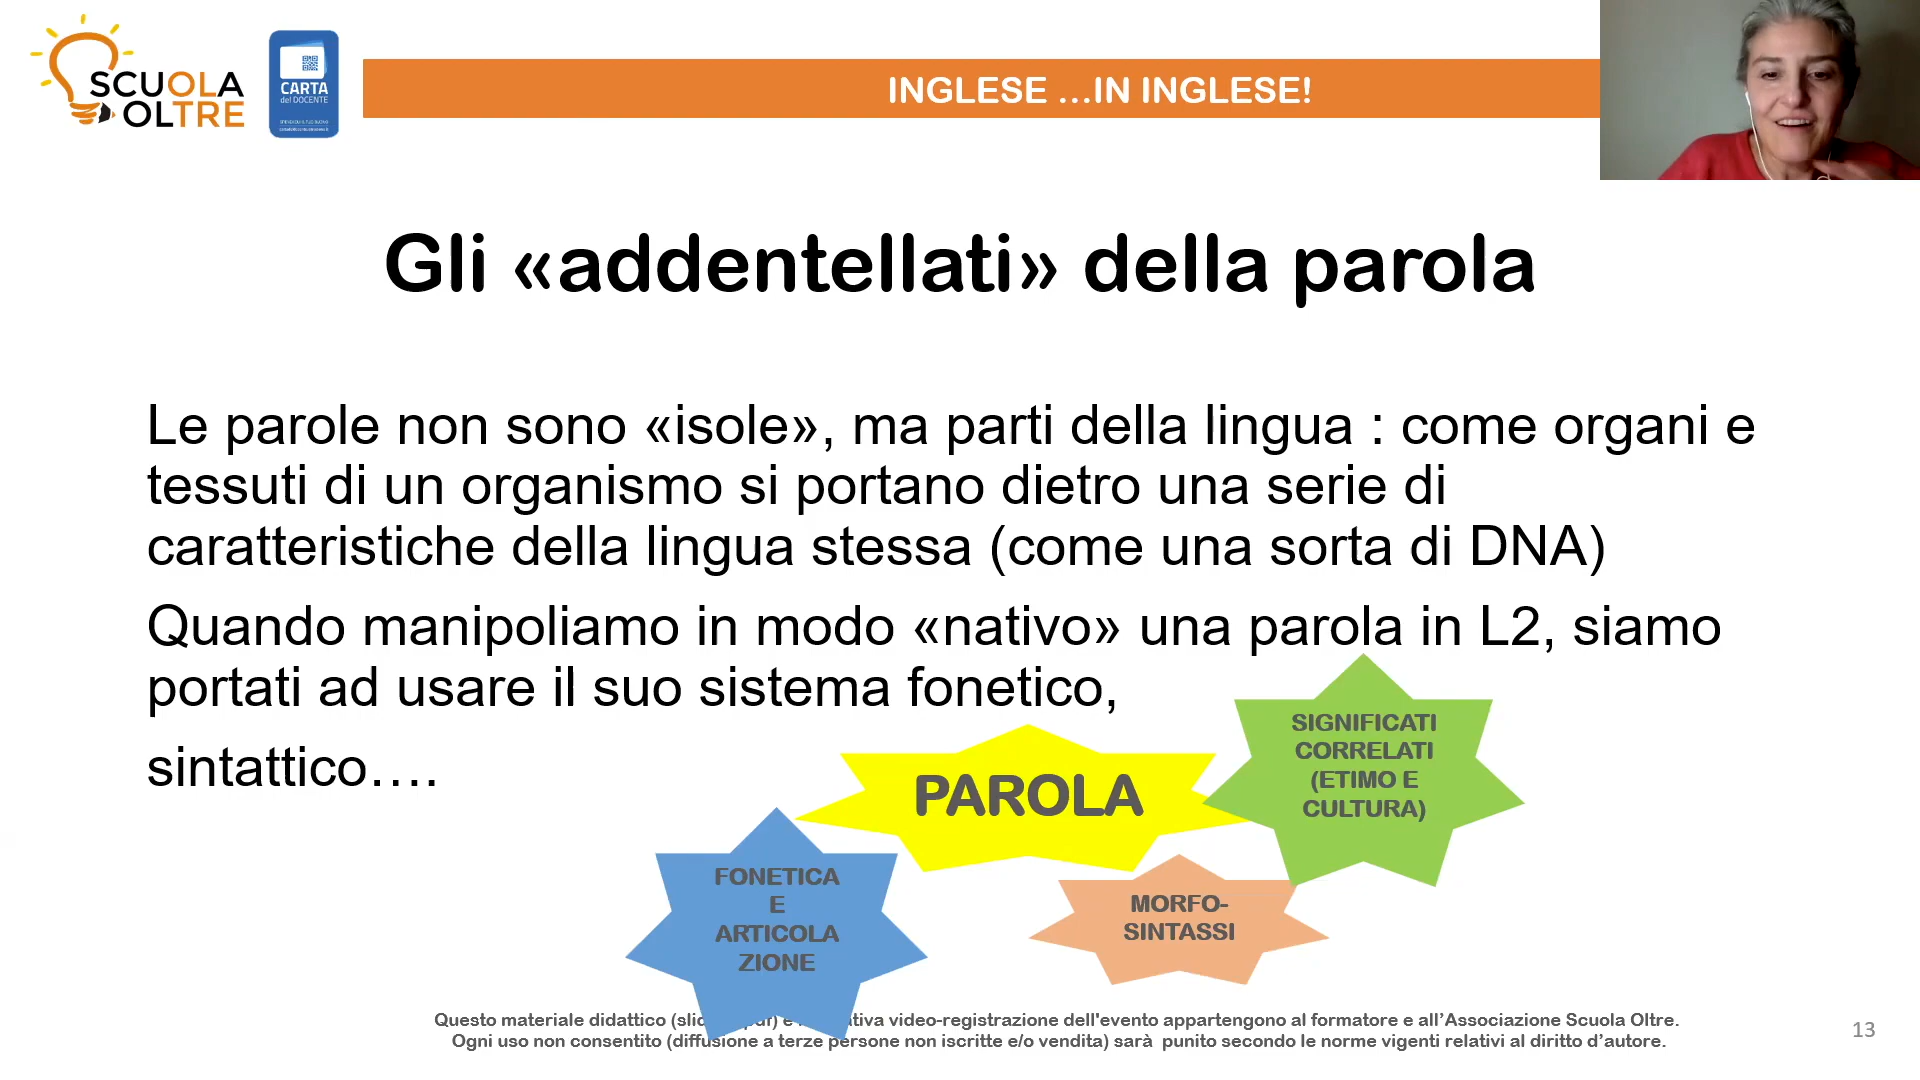 SCUOLA
OLTRE
CARTA
del DOCENTE
INGLESE ...IN INGLESE!
Gli «addentellati» della parola
Le parole non sono «isole», ma parti della lingua : come organi e
tessuti di un organismo si portano dietro una serie di
caratteristiche della lingua stessa (come una sorta di DNA)
Quando manipoliamo in modo «nativo» una parola in L2, siamo
portati ad usare il suo sistema fonetico,
sintattico….
PAROLA
SIGNIFICATI
CORRELATI
(ETIMO E
CULTURA)
FONETICA
E
ARTICOLA
ZIONE
MORFO-
SINTASSI
Questo materiale didattico video-registrazione dell'evento appartengono al formatore e all’Associazione Scuola Oltre.
Ogni uso non consentito (diffusione a terze persone non iscritte e/o vendita) sarà punito secondo le norme vigenti relativi al diritto d’autore.
13